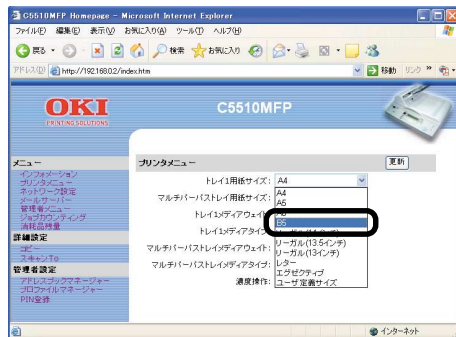 C5510MFP Homepage - Microsoft Internet Explorer
ファイル(F) 編集(E) 表示(V) お気に入り(A) ツール(T) ヘルプ(H)
戻る 検索 お気に入り
アドレス(D) http://192.168.0.2/index.htm 移動 リンク
OKI
PRINTING SOLUTIONS
C5510MFP
メニュー
インフォメーション
プリンタメニュー
ネットワーク設定
メールサーバー
管理者メニュー
ジョブカウンティング
消耗品残量
詳細設定
コピー
スキャンTo
管理者設定
アドレスブックマネージャー
プロファイルマネージャー
PIN登録
プリンタメニュー 更新
トレイ1用紙サイズ: A4
マルチパーパストレイ用紙サイズ:
トレイ1メディアウェイト:
トレイ1メディアタイプ:
マルチパーパストレイメディアウェイト:
マルチパーパストレイメディアタイプ:
濃度操作:
A4
A5
B5
リーガル(13.5インチ)
リーガル(13インチ)
レター
エグゼクティブ
ユーザ定義サイズ
インターネット